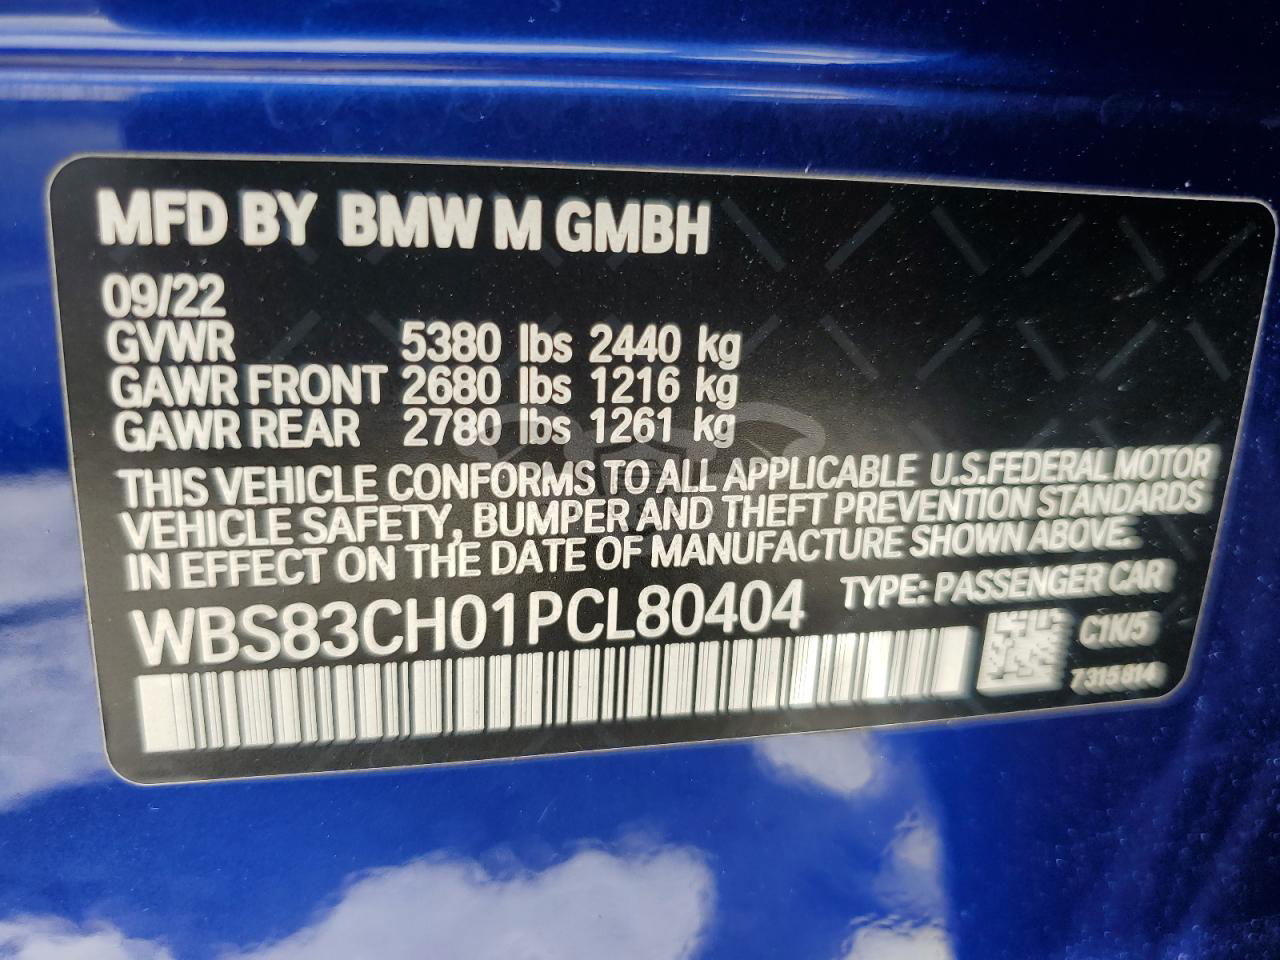 MFD BY BMW M GMBH
09/22
GVWR 5380 lbs 2440 kg
GAWR FRONT 2680 lbs 1216 kg
GAWR REAR 2780 lbs 1261 kg
THIS VEHICLE CONFORMS TO ALL APPLICABLE U.S.FEDERAL MOTOR
VEHICLE SAFETY, BUMPER AND THEFT PREVENTION STANDARDS
IN EFFECT ON THE DATE OF MANUFACTURE SHOWN ABOVE.
WBS83CH01PCL80404 TYPE: PASSENGER CAR
C1K/5
7315814